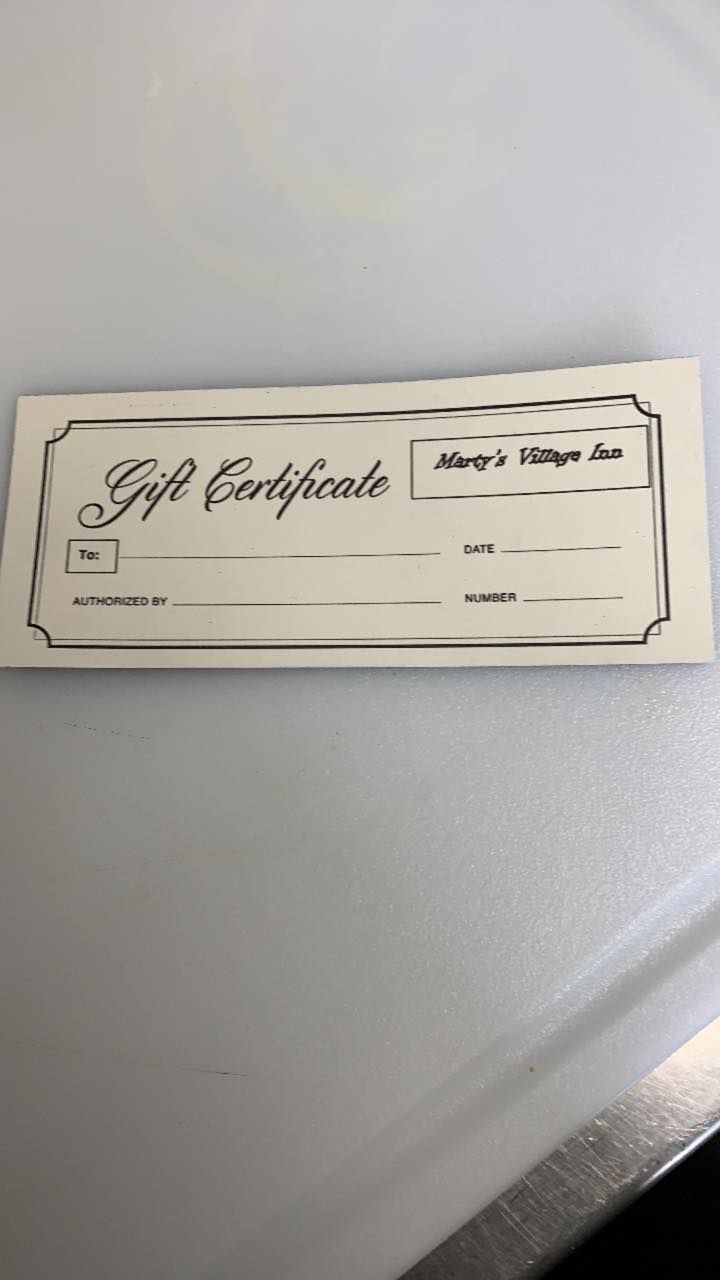 Gift Certificate
Marty's Village Inn
To:
DATE
AUTHORIZED BY
NUMBER